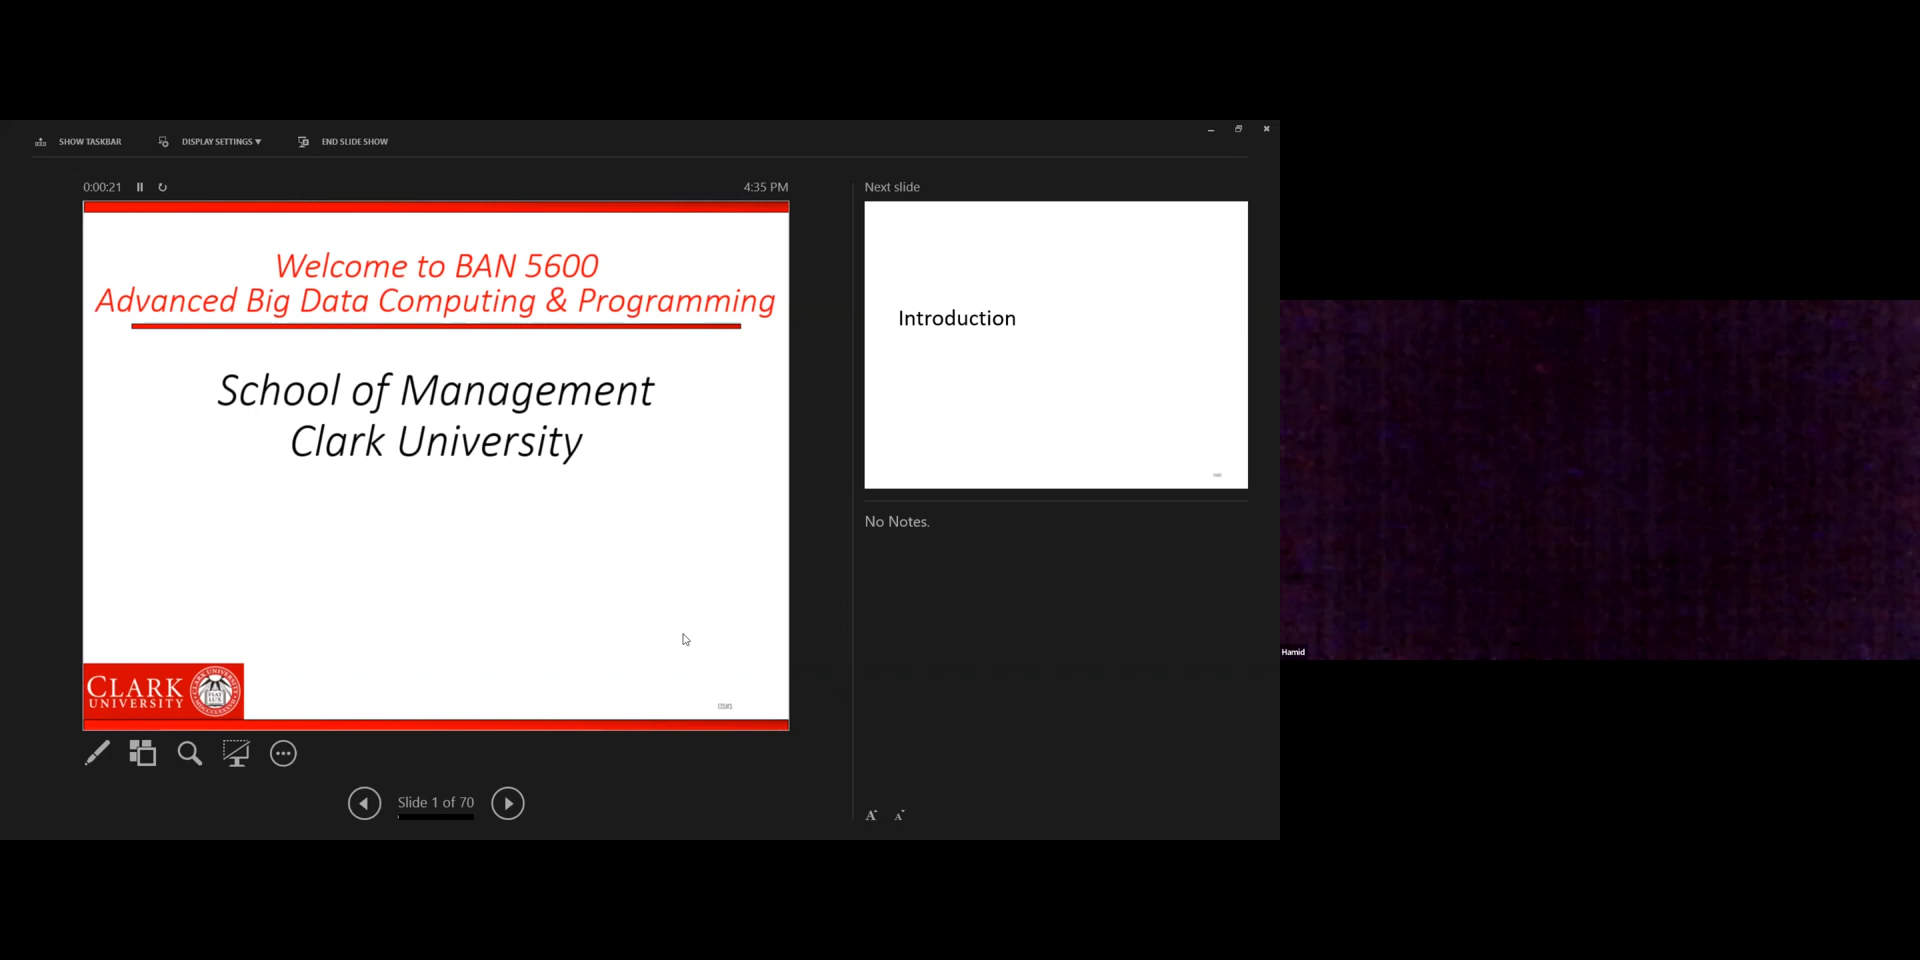 SHOW TASKBAR
DISPLAY SETTINGS ▼
END SLIDE SHOW
0:00:21
4:35 PM
Welcome to BAN 5600
Advanced Big Data Computing & Programming
School of Management
Clark University
CLARK
UNIVERSITY
Slide 1 of 70
Next slide
Introduction
No Notes.
A A
Hamid